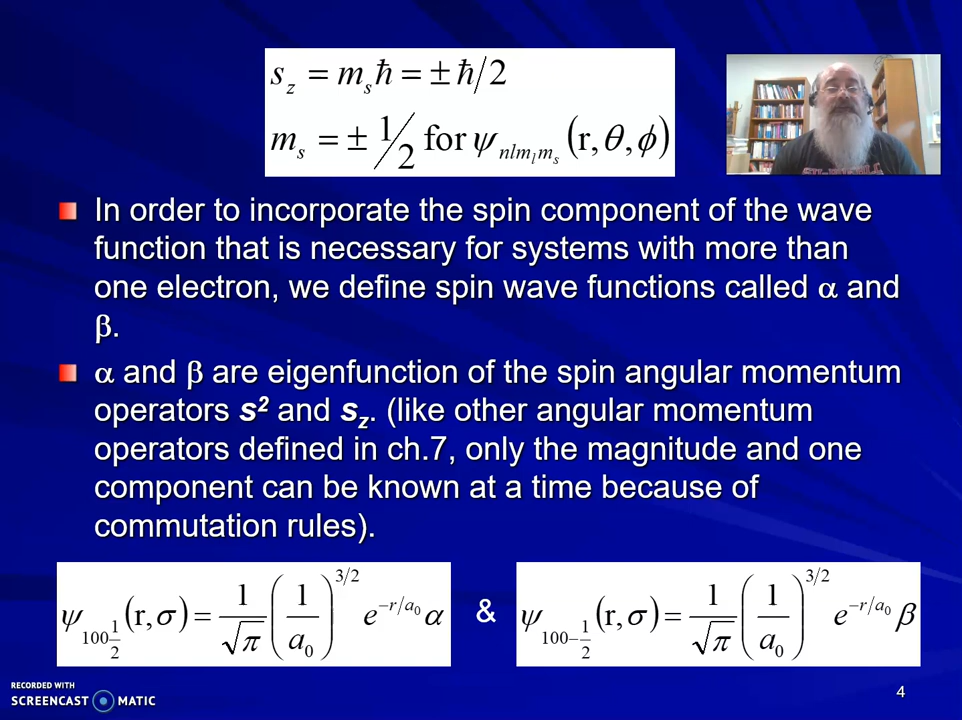 s_z = m_s ħ = ± ħ/2
m_s = ± 1/2 for ψ_{nlm_l m_s} (r, θ, ϕ)
In order to incorporate the spin component of the wave
function that is necessary for systems with more than
one electron, we define spin wave functions called α and
β.
α and β are eigenfunction of the spin angular momentum
operators s² and s_z. (like other angular momentum
operators defined in ch.7, only the magnitude and one
component can be known at a time because of
commutation rules).
ψ_{100 1/2} (r, σ) = 1/√π (1/a₀)^{3/2} e^{−r/a₀} α & ψ_{100−1/2} (r, σ) = 1/√π (1/a₀)^{3/2} e^{−r/a₀} β
RECORDED WITH
SCREENCAST MATIC
4